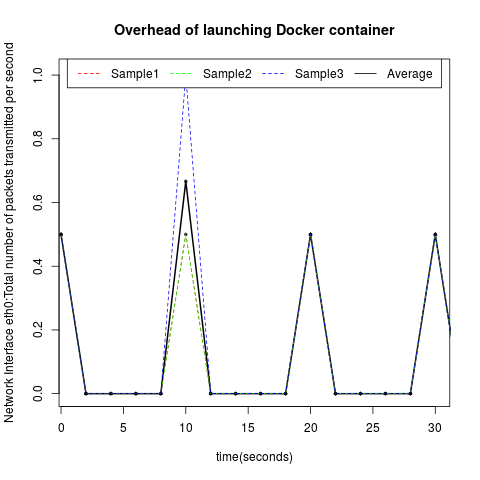 Overhead of launching Docker container
Sample1 Sample2 Sample3 Average
Network Interface eth0:Total number of packets transmitted per second
1.0
0.8
0.6
0.4
0.2
0.0
0 5 10 15 20 25 30
time(seconds)